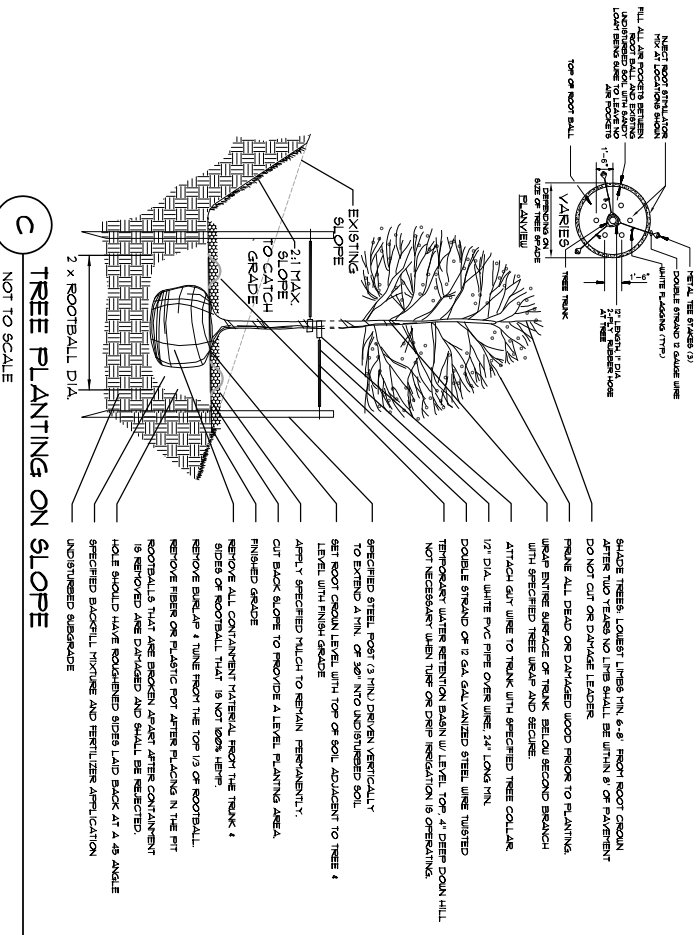 INJECT ROOT STIMULATOR
MIX AT LOCATIONS SHOWN
FILL ALL AIR POCKETS BETWEEN
ROOT BALL AND EXISTING
UNDISTURBED SOIL WITH SANDY
LOAM BEING SURE TO LEAVE NO
AIR POCKETS
TOP OF ROOT BALL
1'-6"
METAL TEE STAKES (3)
DOUBLE STRAND 12 GAUGE WIRE
WHITE FLAGGING (TYP.)
1'-6"
12" LENGTH, 1" DIA
2-PLY RUBBER HOSE
AT TREE
TREE TRUNK
VARIES
DEPENDING ON
SIZE OF TREE SPADE
PLANVIEW
EXISTING
SLOPE
2:1 MAX.
SLOPE
TO CATCH
GRADE.
2 x ROOTBALL DIA.
SHADE TREES: LOWEST LIMBS MIN. 6-8' FROM ROOT CROWN
AFTER TWO YEARS NO LIMB SHALL BE WITHIN 8' OF PAVEMENT
DO NOT CUT OR DAMAGE LEADER.
PRUNE ALL DEAD OR DAMAGED WOOD PRIOR TO PLANTING.
WRAP ENTIRE SURFACE OF TRUNK BELOW SECOND BRANCH
WITH SPECIFIED TREE WRAP AND SECURE.
ATTACH GUY WIRE TO TRUNK WITH SPECIFIED TREE COLLAR.
1/2" DIA. WHITE PVC PIPE OVER WIRE, 24" LONG MIN.
DOUBLE STRAND OF 12 GA. GALVANIZED STEEL WIRE TWISTED
TEMPORARY WATER RETENTION BASIN W/ LEVEL TOP, 4" DEEP DOWN HILL
NOT NECESSARY WHEN TURF OR DRIP IRRIGATION IS OPERATING.
SPECIFIED STEEL POST (3 MIN.) DRIVEN VERTICALLY
TO EXTEND A MIN. OF 36" INTO UNDISTURBED SOIL
SET ROOT CROWN LEVEL WITH TOP OF SOIL ADJACENT TO TREE &
LEVEL WITH FINISH GRADE
APPLY SPECIFIED MULCH TO REMAIN PERMANENTLY.
CUT BACK SLOPE TO PROVIDE A LEVEL PLANTING AREA.
FINISHED GRADE
REMOVE ALL CONTAINMENT MATERIAL FROM THE TRUNK &
SIDES OF ROOTBALL THAT IS NOT 100% HEMP.
REMOVE BURLAP & TWINE FROM THE TOP 1/3 OF ROOTBALL.
REMOVE FIBER OR PLASTIC POT AFTER PLACING IN THE PIT
ROOTBALLS THAT ARE BROKEN APART AFTER CONTAINMENT
IS REMOVED ARE DAMAGED AND SHALL BE REJECTED.
HOLE SHOULD HAVE ROUGHENED SIDES LAID BACK AT A 45 ANGLE
SPECIFIED BACKFILL MIXTURE AND FERTILIZER APPLICATION
UNDISTURBED SUBGRADE
C
TREE PLANTING ON SLOPE
NOT TO SCALE